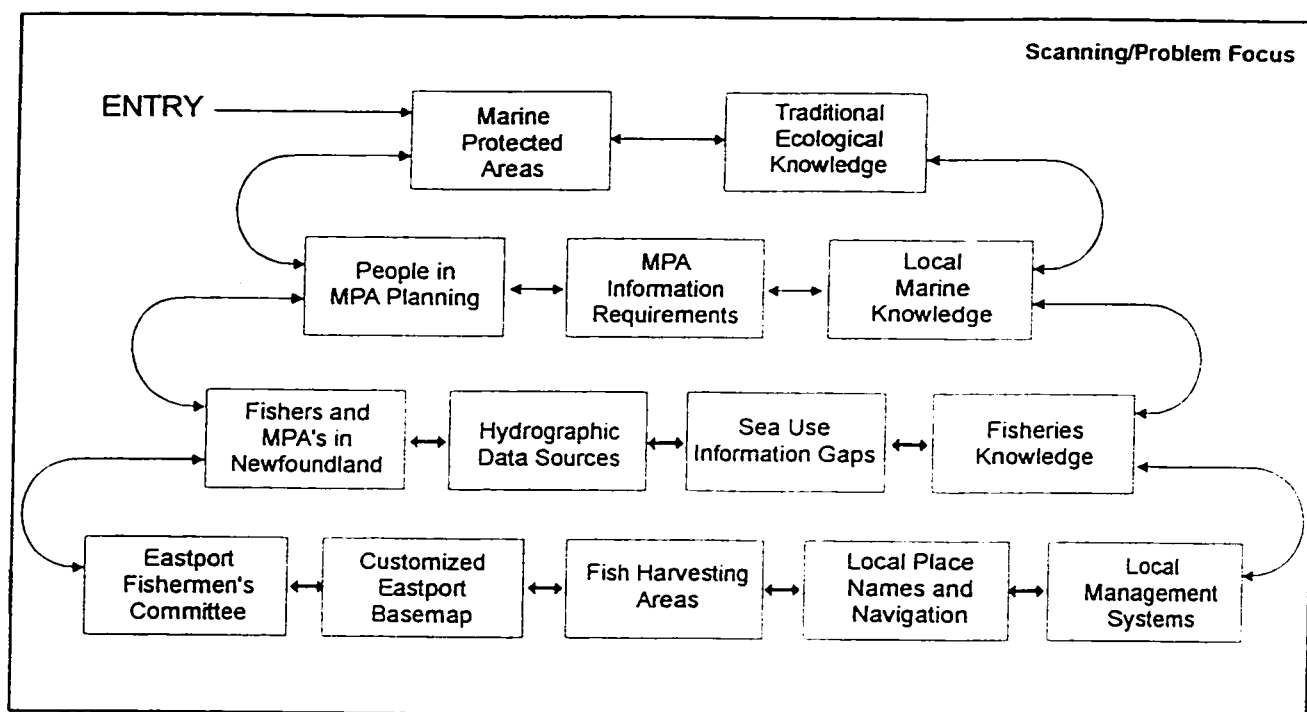 Scanning/Problem Focus
ENTRY
Marine
Protected
Areas
Traditional
Ecological
Knowledge
People in
MPA Planning
MPA
Information
Requirements
Local
Marine
Knowledge
Fishers and
MPA's in
Newfoundland
Hydrographic
Data Sources
Sea Use
Information Gaps
Fisheries
Knowledge
Eastport
Fishermen's
Committee
Customized
Eastport
Basemap
Fish Harvesting
Areas
Local Place
Names and
Navigation
Local
Management
Systems